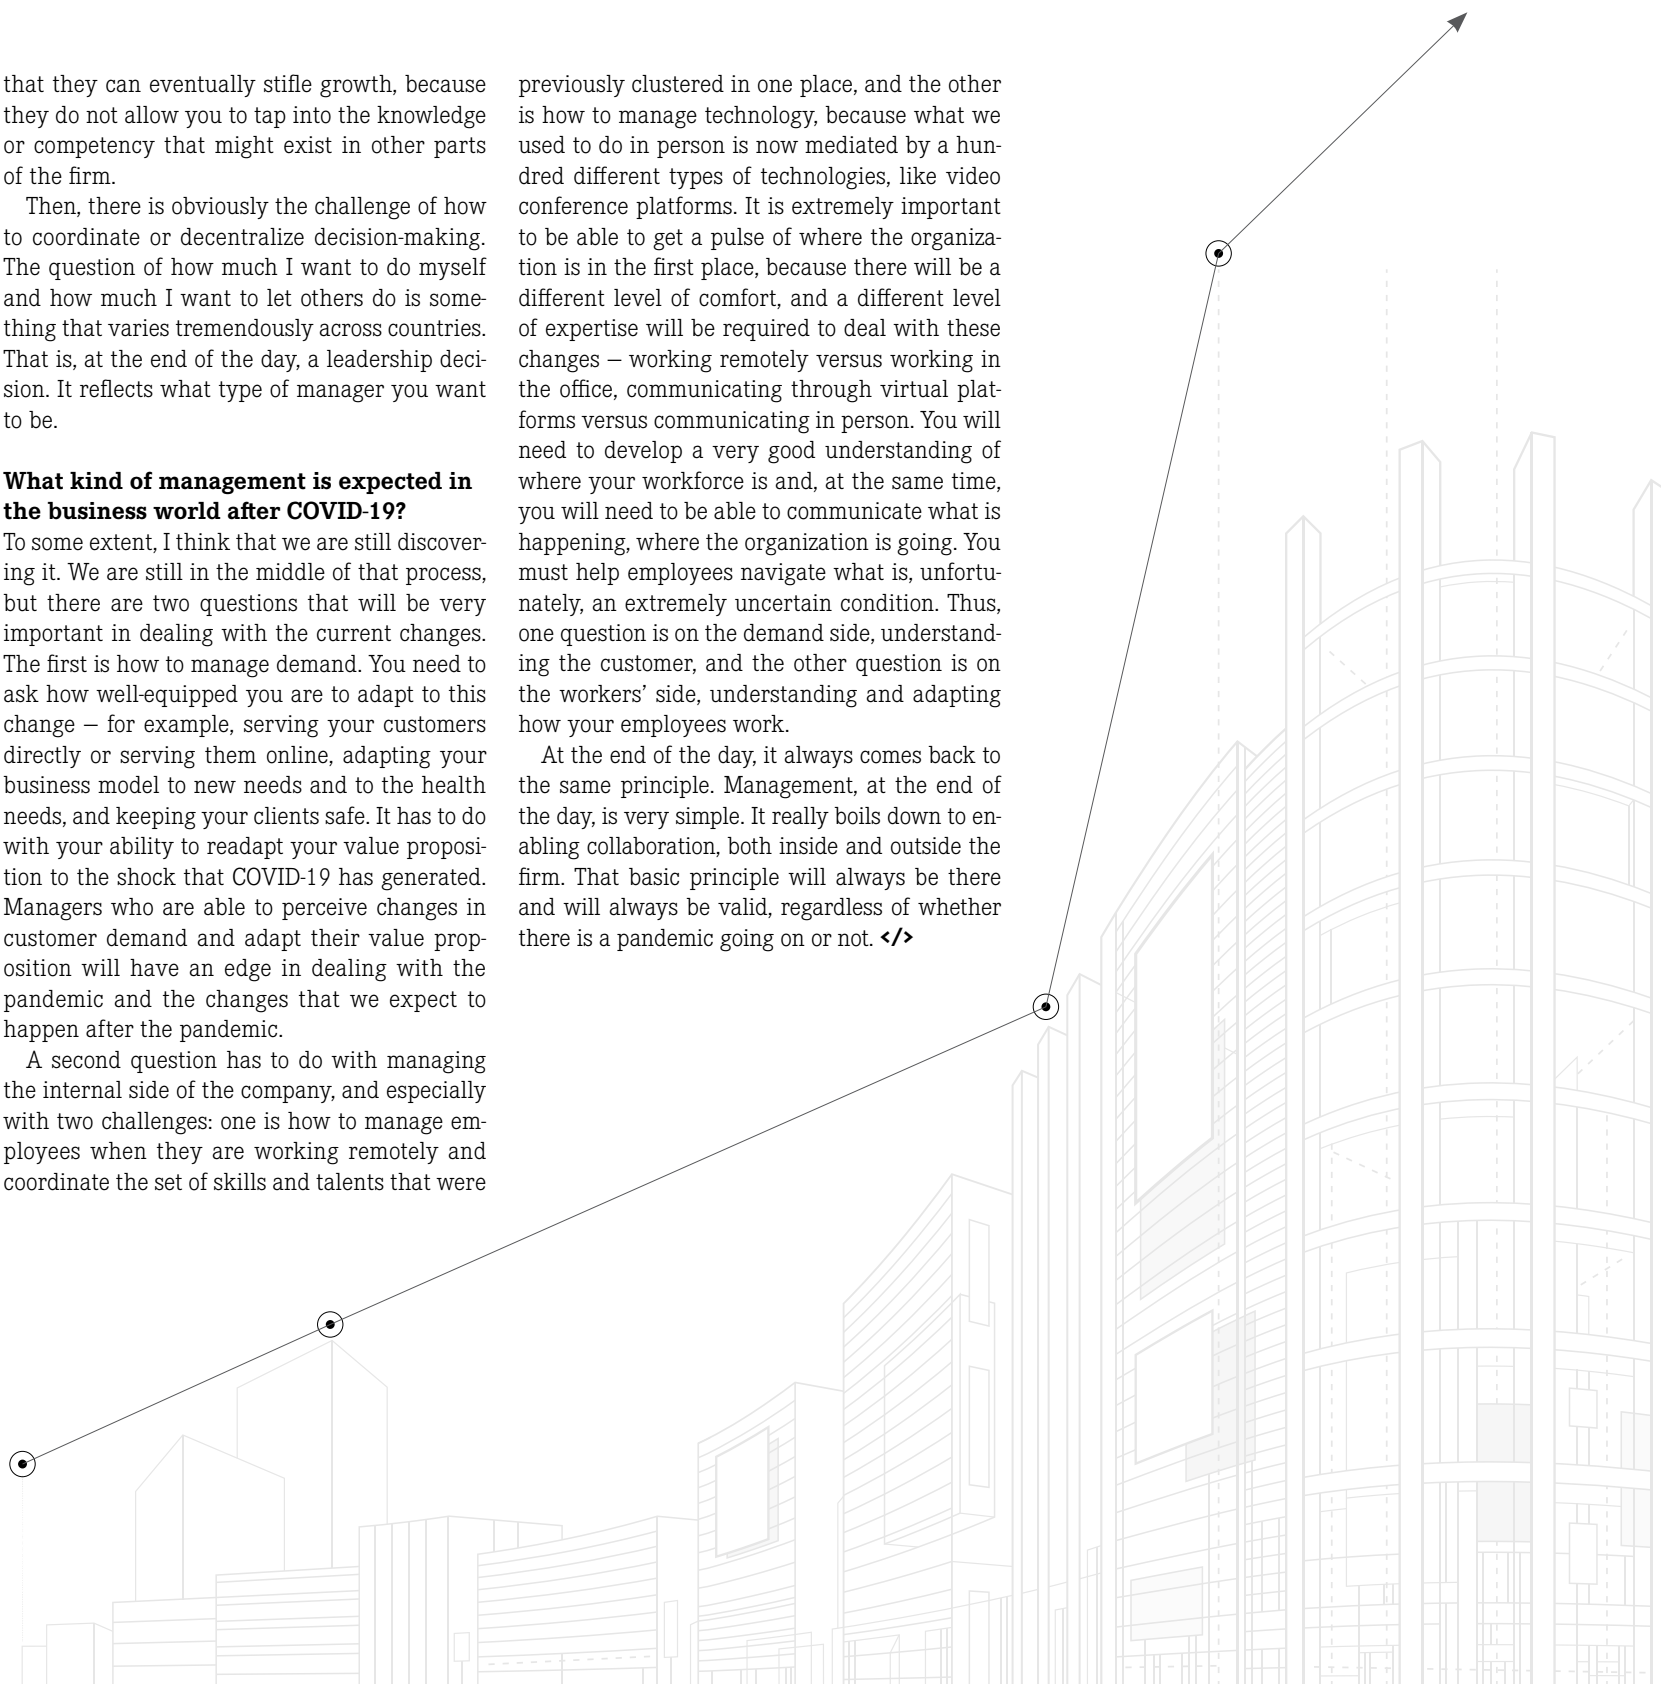 that they can eventually stifle growth, because
they do not allow you to tap into the knowledge
or competency that might exist in other parts
of the firm.
Then, there is obviously the challenge of how
to coordinate or decentralize decision-making.
The question of how much I want to do myself
and how much I want to let others do is some-
thing that varies tremendously across countries.
That is, at the end of the day, a leadership deci-
sion. It reflects what type of manager you want
to be.
What kind of management is expected in
the business world after COVID-19?
To some extent, I think that we are still discover-
ing it. We are still in the middle of that process,
but there are two questions that will be very
important in dealing with the current changes.
The first is how to manage demand. You need to
ask how well-equipped you are to adapt to this
change – for example, serving your customers
directly or serving them online, adapting your
business model to new needs and to the health
needs, and keeping your clients safe. It has to do
with your ability to readapt your value proposi-
tion to the shock that COVID-19 has generated.
Managers who are able to perceive changes in
customer demand and adapt their value prop-
osition will have an edge in dealing with the
pandemic and the changes that we expect to
happen after the pandemic.
A second question has to do with managing
the internal side of the company, and especially
with two challenges: one is how to manage em-
ployees when they are working remotely and
coordinate the set of skills and talents that were
previously clustered in one place, and the other
is how to manage technology, because what we
used to do in person is now mediated by a hun-
dred different types of technologies, like video
conference platforms. It is extremely important
to be able to get a pulse of where the organiza-
tion is in the first place, because there will be a
different level of comfort, and a different level
of expertise will be required to deal with these
changes – working remotely versus working in
the office, communicating through virtual plat-
forms versus communicating in person. You will
need to develop a very good understanding of
where your workforce is and, at the same time,
you will need to be able to communicate what is
happening, where the organization is going. You
must help employees navigate what is, unfortu-
nately, an extremely uncertain condition. Thus,
one question is on the demand side, understand-
ing the customer, and the other question is on
the workers’ side, understanding and adapting
how your employees work.
At the end of the day, it always comes back to
the same principle. Management, at the end of
the day, is very simple. It really boils down to en-
abling collaboration, both inside and outside the
firm. That basic principle will always be there
and will always be valid, regardless of whether
there is a pandemic going on or not. </>